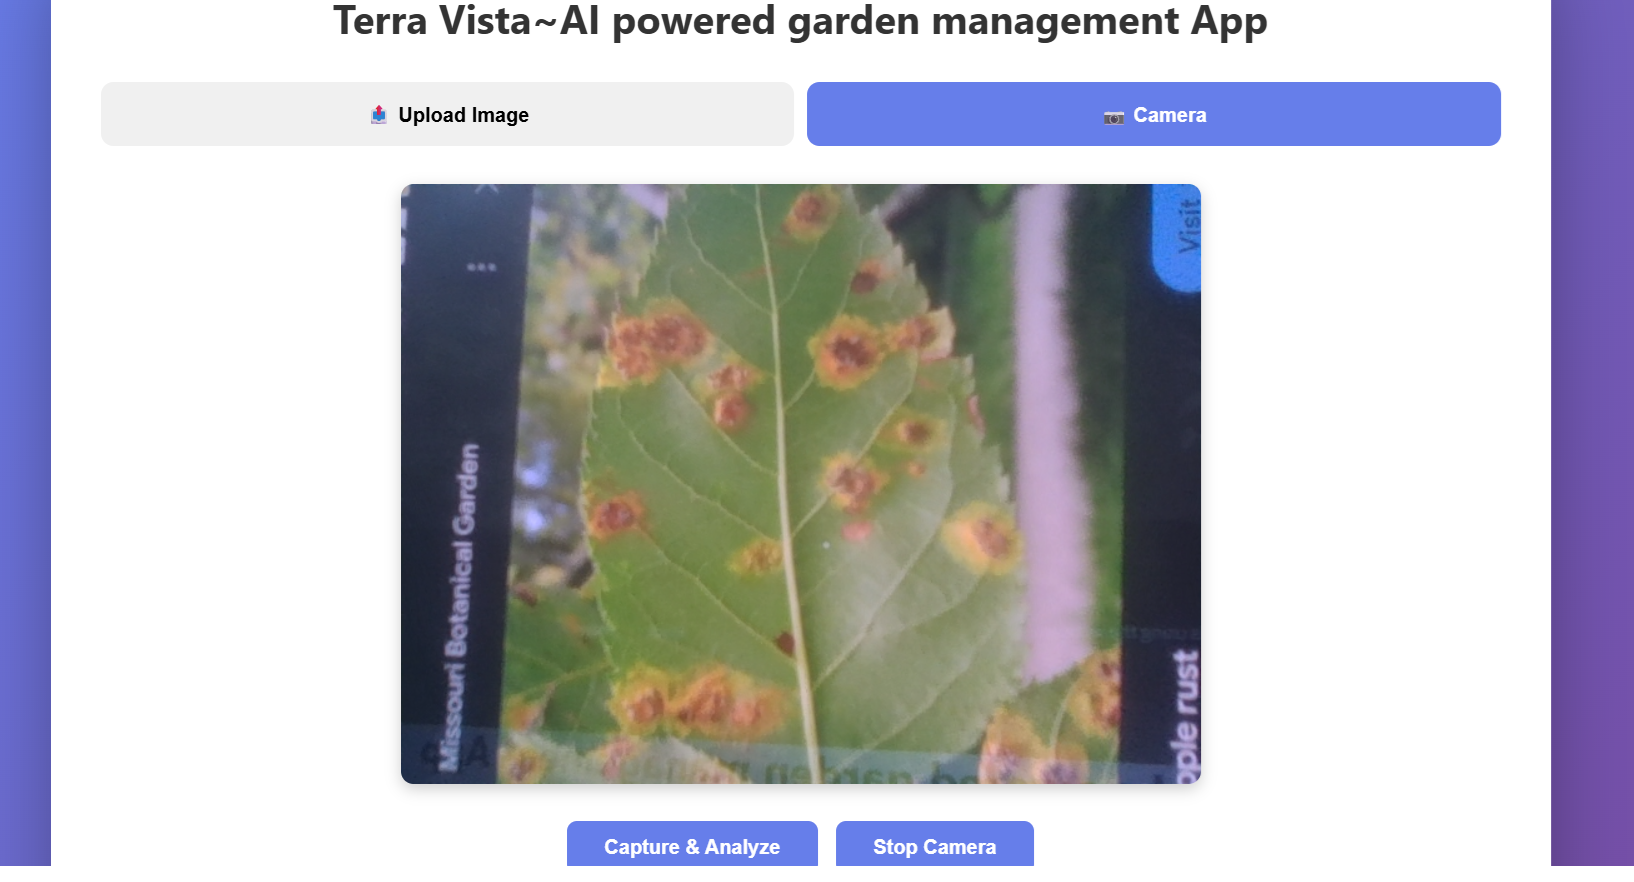 Terra Vista~AI powered garden management App
Upload Image
Camera
Visit
Missouri Botanical Garden
ople rust
Capture & Analyze
Stop Camera